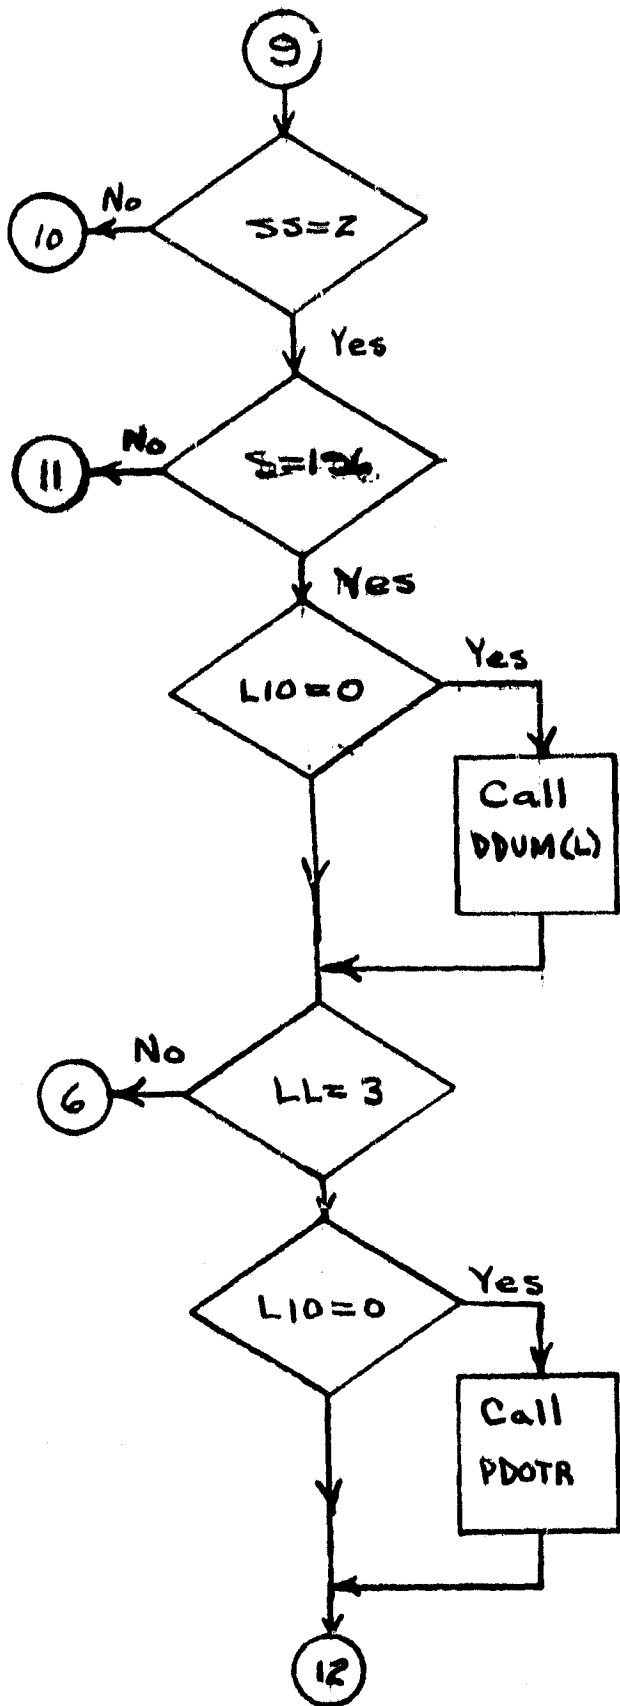 9
No
10
SS=2
Yes
No
11
Yes
L10=0
Yes
Call
DDUM(L)
No
6
LL=3
L10=0
Yes
Call
PDOTR
12